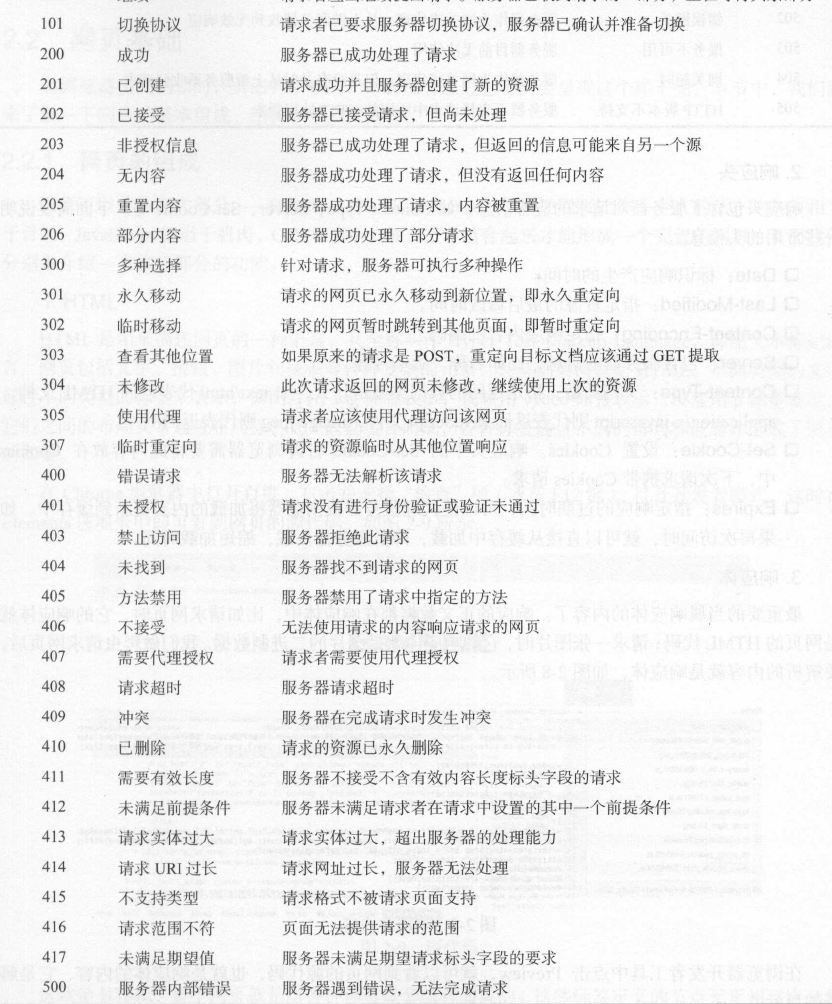 101 切换协议 请求者已要求服务器切换协议，服务器已确认并准备切换
200 成功 服务器已成功处理了请求
201 已创建 请求成功并且服务器创建了新的资源
202 已接受 服务器已接受请求，但尚未处理
203 非授权信息 服务器已成功处理了请求，但返回的信息可能来自另一个源
204 无内容 服务器成功处理了请求，但没有返回任何内容
205 重置内容 服务器成功处理了请求，内容被重置
206 部分内容 服务器成功处理了部分请求
300 多种选择 针对请求，服务器可执行多种操作
301 永久移动 请求的网页已永久移动到新位置，即永久重定向
302 临时移动 请求的网页暂时跳转到其他页面，即暂时重定向
303 查看其他位置 如果原来的请求是 POST，重定向目标文档应该通过 GET 提取
304 未修改 此次请求返回的网页未修改，继续使用上次的资源
305 使用代理 请求者应该使用代理访问该网页
307 临时重定向 请求的资源临时从其他位置响应
400 错误请求 服务器无法解析该请求
401 未授权 请求没有进行身份验证或验证未通过
403 禁止访问 服务器拒绝此请求
404 未找到 服务器找不到请求的网页
405 方法禁用 服务器禁用了请求中指定的方法
406 不接受 无法使用请求的内容响应请求的网页
407 需要代理授权 请求者需要使用代理授权
408 请求超时 服务器请求超时
409 冲突 服务器在完成请求时发生冲突
410 已删除 请求的资源已永久删除
411 需要有效长度 服务器不接受不含有效内容长度标头字段的请求
412 未满足前提条件 服务器未满足请求者在请求中设置的其中一个前提条件
413 请求实体过大 请求实体过大，超出服务器的处理能力
414 请求 URI 过长 请求网址过长，服务器无法处理
415 不支持类型 请求格式不被请求页面支持
416 请求范围不符 页面无法提供请求的范围
417 未满足期望值 服务器未满足期望请求标头字段的要求
500 服务器内部错误 服务器遇到错误，无法完成请求